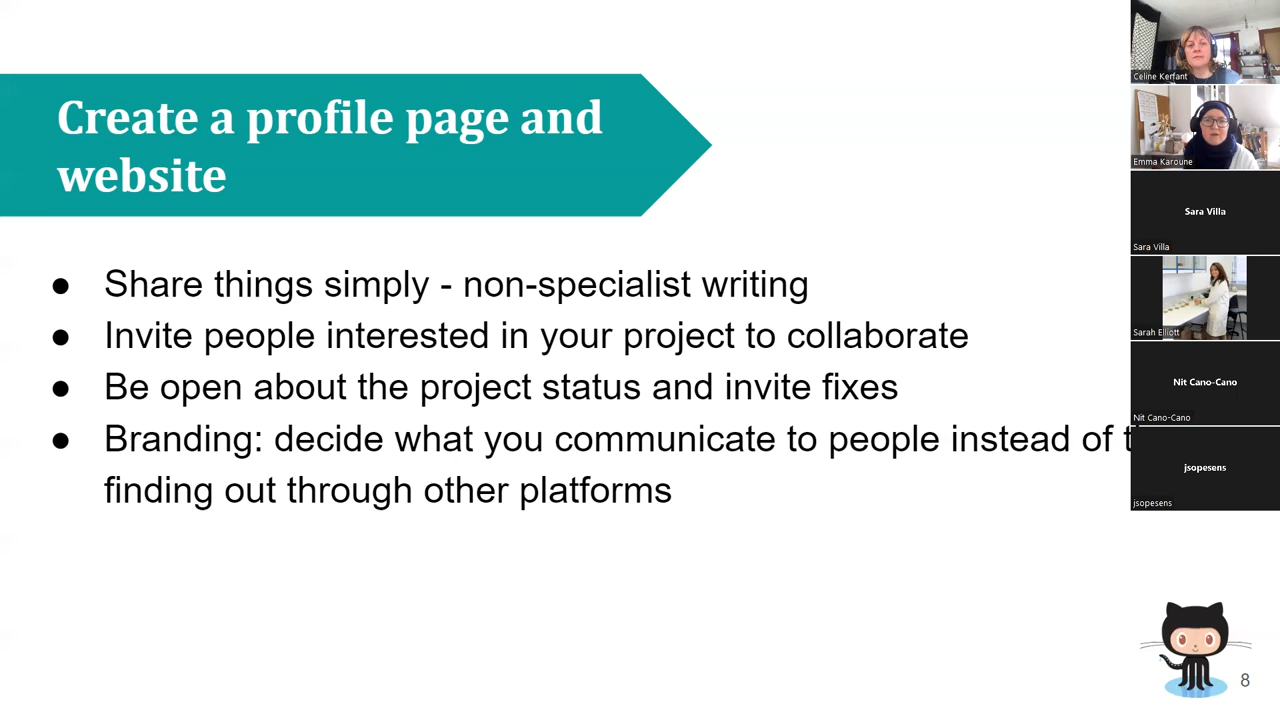 Create a profile page and
website
● Share things simply - non-specialist writing
● Invite people interested in your project to collaborate
● Be open about the project status and invite fixes
● Branding: decide what you communicate to people instead of
finding out through other platforms
8
Celine Kerfant
Emma Karoune
Sara Villa
Sara Villa
Sarah Elliott
Nit Cano-Cano
Nit Cano-Cano
jsopesens
jsopesens